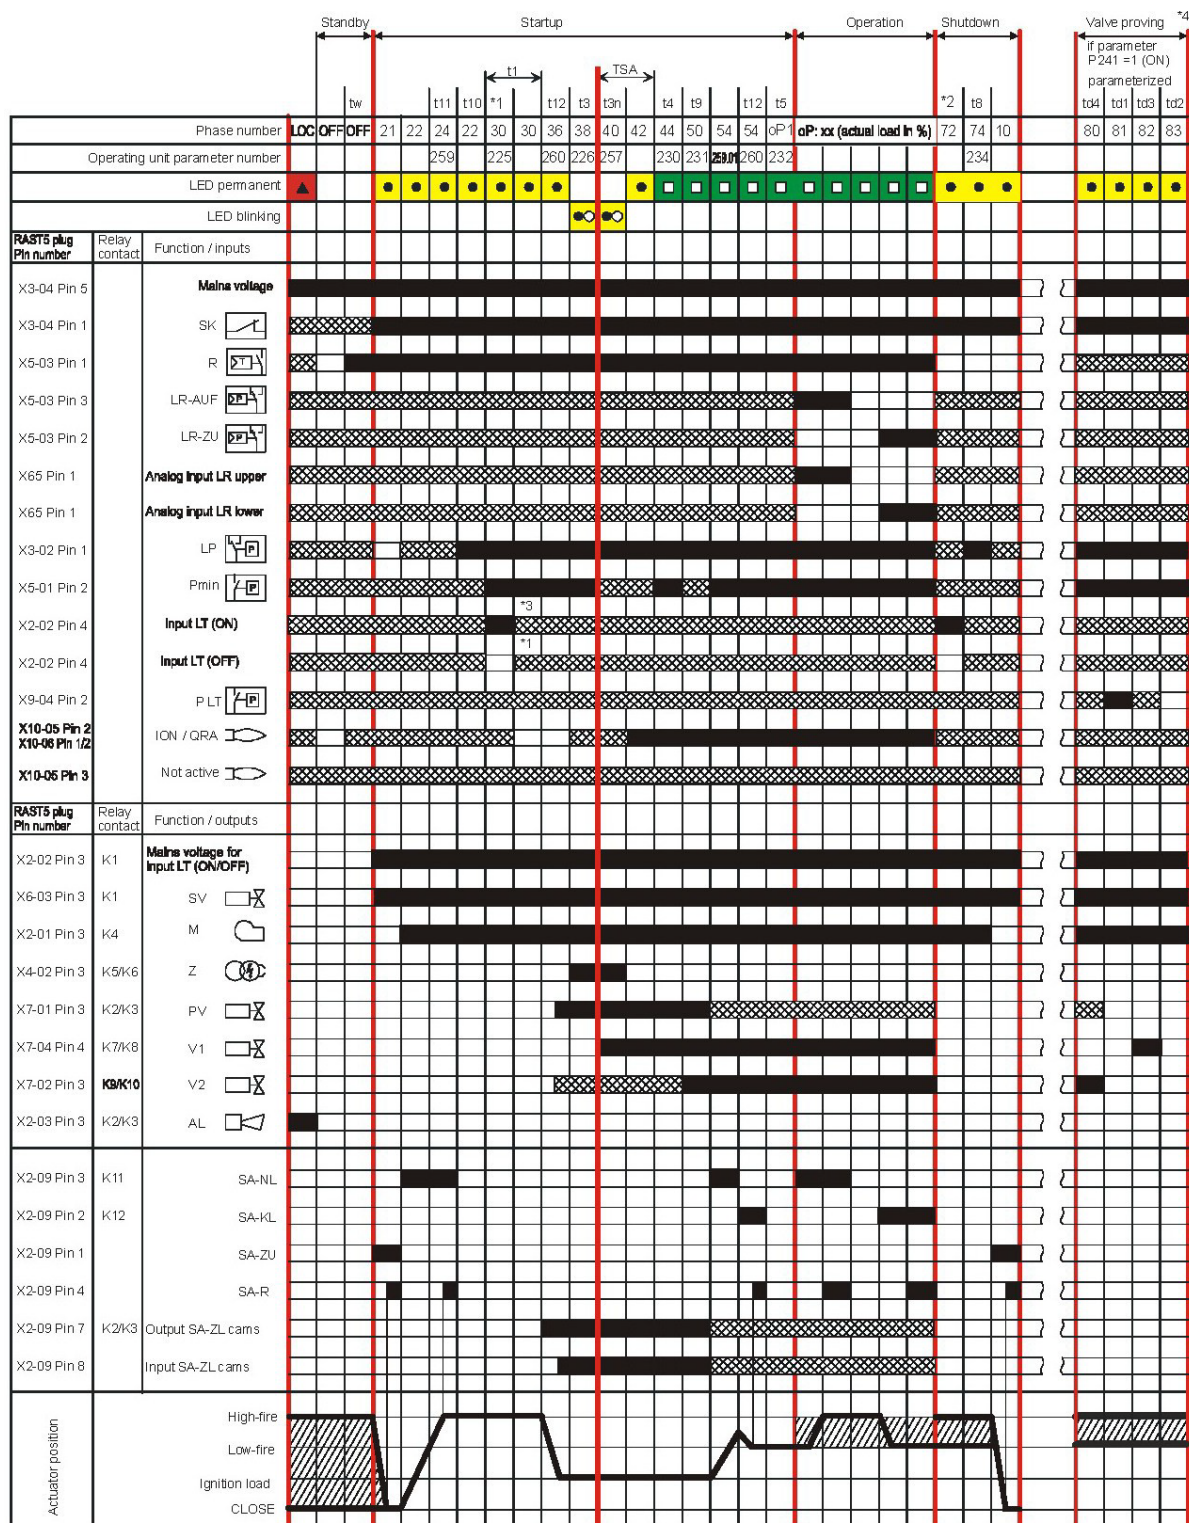 Standby Startup Operation Shutdown Valve proving *4
if parameter
P241 =1 (ON)
parameterized
t1 TSA
tw t11 t10 *1 t12 t3 t3n t4 t9 t12 t5 *2 t8 td4 td1 td3 td2
Phase number LOC OFF OFF 21 22 24 22 30 30 36 38 40 42 44 50 54 54 oP1 oP: xx (actual load in %) 72 74 10 80 81 82 83
Operating unit parameter number 259 225 260 226 257 230 231 259.01 260 232 234
LED permanent
LED blinking
RAST5 plug Relay
Pin number contact Function / inputs
X3-04 Pin 5 Mains voltage
X3-04 Pin 1 SK
X5-03 Pin 1 R
X5-03 Pin 3 LR-AUF
X5-03 Pin 2 LR-ZU
X65 Pin 1 Analog input LR upper
X65 Pin 1 Analog input LR lower
X3-02 Pin 1 LP P
X5-01 Pin 2 Pmin P
*3
X2-02 Pin 4 Input LT (ON)
*1
X2-02 Pin 4 Input LT (OFF)
X9-04 Pin 2 P LT P
X10-05 Pin 2
X10-06 Pin 1/2 ION / QRA
X10-05 Pin 3 Not active
RAST5 plug Relay
Pin number contact Function / outputs
X2-02 Pin 3 K1 Mains voltage for
Input LT (ON/OFF)
X6-03 Pin 3 K1 SV
X2-01 Pin 3 K4 M
X4-02 Pin 3 K5/K6 Z
X7-01 Pin 3 K2/K3 PV
X7-04 Pin 4 K7/K8 V1
X7-02 Pin 3 K9/K10 V2
X2-03 Pin 3 K2/K3 AL
X2-09 Pin 3 K11 SA-NL
X2-09 Pin 2 K12 SA-KL
X2-09 Pin 1 SA-ZU
X2-09 Pin 4 SA-R
X2-09 Pin 7 K2/K3 Output SA-ZL cams
X2-09 Pin 8 Input SA-ZL cams
Actuator position
High-fire
Low-fire
Ignition load
CLOSE